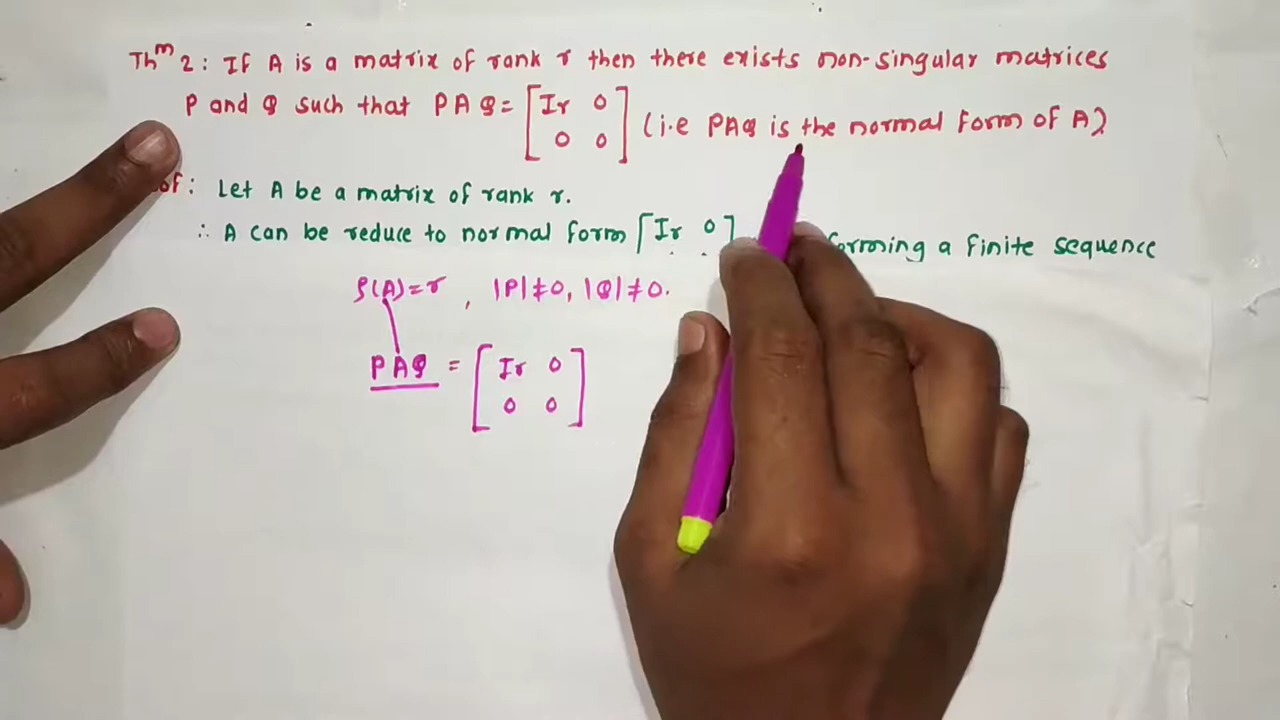 Thm 2: If A is a matrix of rank r then there exists non-singular matrices
P and Q such that PAQ = [Ir 0 0 0] (i.e PAQ is the normal form of A)
of: Let A be a matrix of rank r.
∴ A can be reduce to normal form [Ir 0] forming a finite sequence
ρ(A)=r , |P|≠0, |Q|≠0.
PAQ = [Ir 0
0 0]